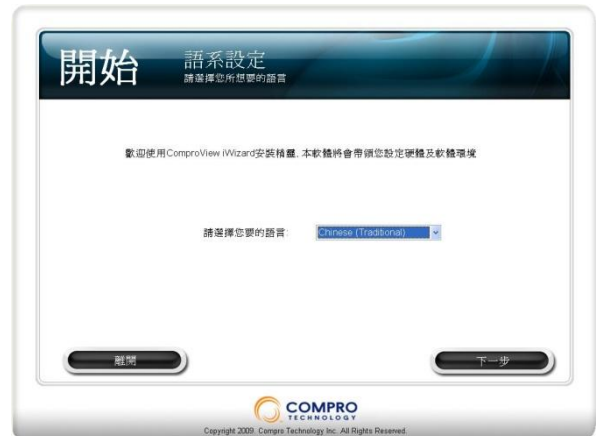 開始
語系設定
請選擇您所想要的語言
歡迎使用ComproView iWizard安裝精靈, 本軟體將會帶領您設定硬體及軟體環境
請選擇您要的語言:
Chinese (Traditional)
離開
下一步
COMPRO
TECHNOLOGY
Copyright 2009. Compro Technology Inc. All Rights Reserved.